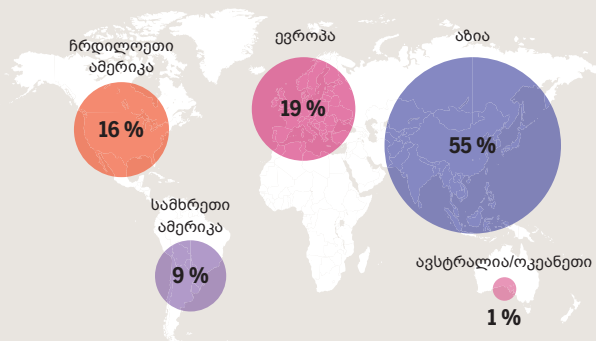 ჩრდილოეთი
ამერიკა
16 %
ევროპა
19 %
აზია
55 %
სამხრეთი
ამერიკა
9 %
ავსტრალია/ოკეანეთი
1 %